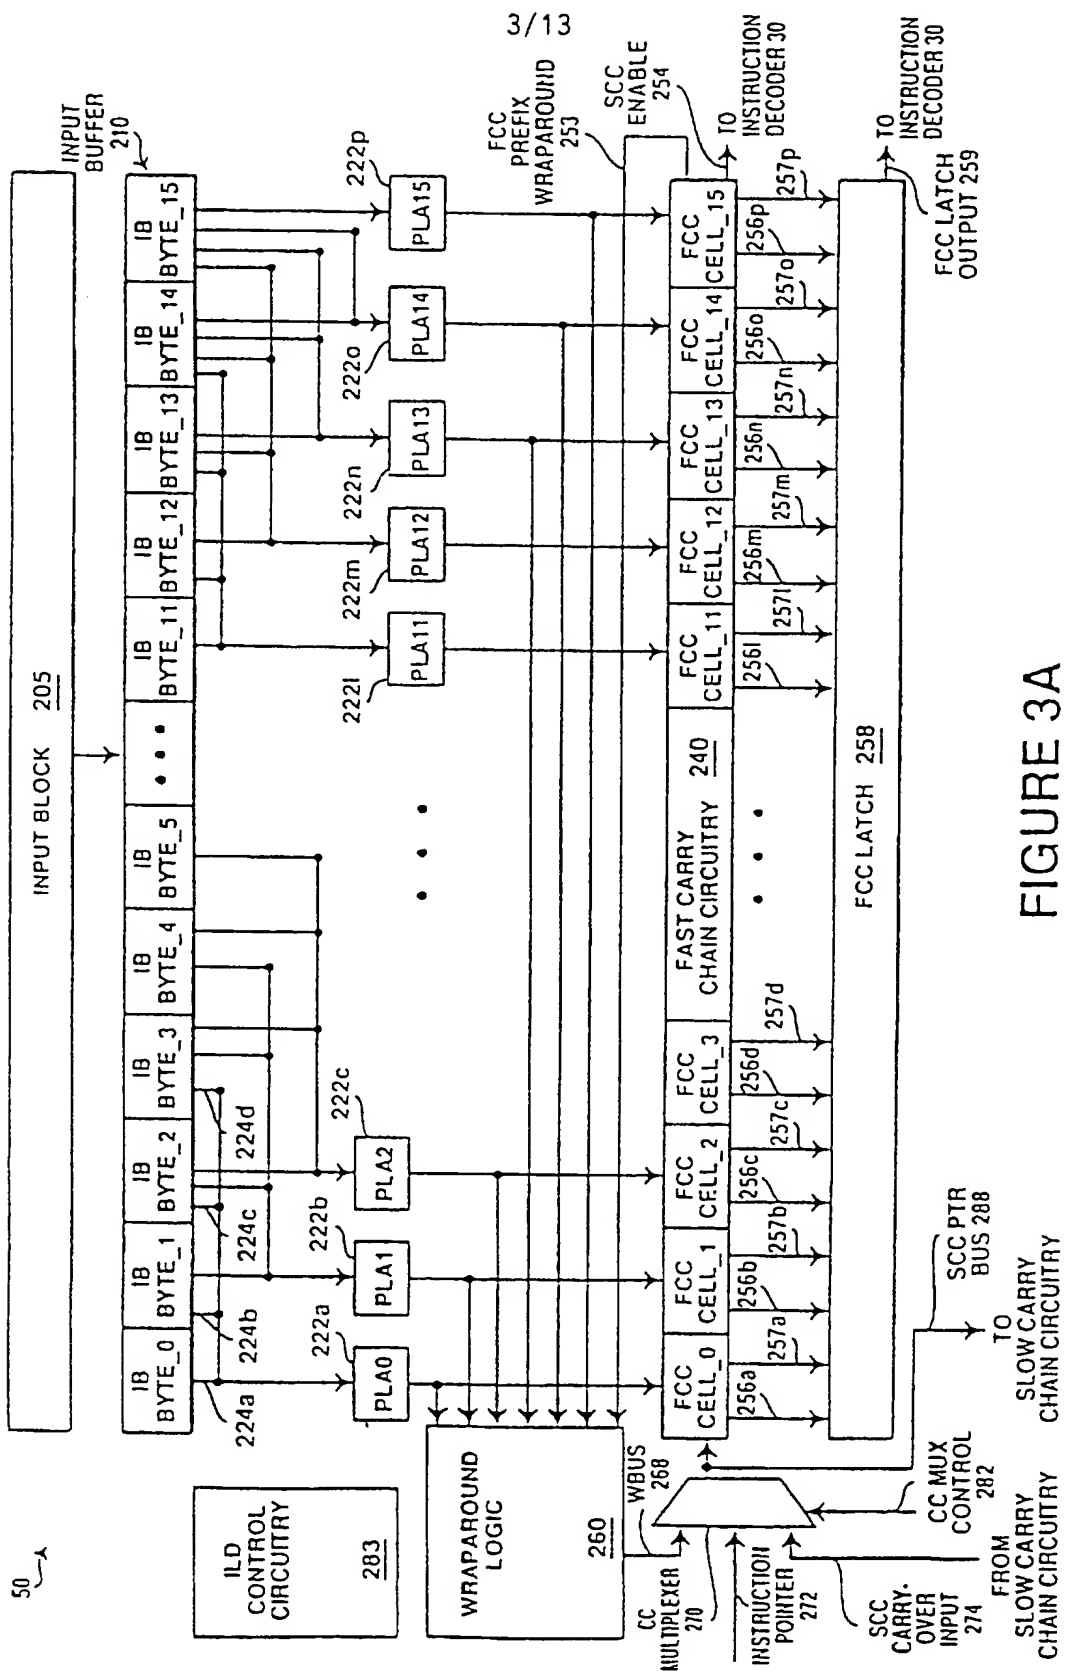 3/13
50
INPUT BLOCK 205
INPUT
BUFFER
210
IB
BYTE_0
IB
BYTE_1
IB
BYTE_2
IB
BYTE_3
IB
BYTE_4
IB
BYTE_5
• • •
IB
BYTE_11
IB
BYTE_12
IB
BYTE_13
IB
BYTE_14
IB
BYTE_15
224a
224b
224c
224d
222a
222b
222c
222l
222m
222n
222o
222p
PLA0
PLA1
PLA2
• • •
PLA11
PLA12
PLA13
PLA14
PLA15
ILD
CONTROL
CIRCUITRY
283
WRAPAROUND
LOGIC
260
FCC
PREFIX
WRAPAROUND
253
SCC
ENABLE
254
TO
INSTRUCTION
DECODER 30
WBUS
268
CC
MULTIPLEXER
270
INSTRUCTION
POINTER
272
SCC
CARRY-
OVER
INPUT
274
FROM
SLOW CARRY
CHAIN CIRCUITRY
CC MUX
CONTROL
282
SCC PTR
BUS 288
TO
SLOW CARRY
CHAIN CIRCUITRY
FCC
CELL_0
FCC
CELL_1
FCC
CELL_2
FCC
CELL_3
FAST CARRY
CHAIN CIRCUITRY 240
FCC
CELL_11
FCC
CELL_12
FCC
CELL_13
FCC
CELL_14
FCC
CELL_15
256a
257a
256b
257b
256c
257c
256d
257d
• • •
256l
257l
256m
257m
256n
257n
256o
257o
256p
257p
FCC LATCH 258
TO
INSTRUCTION
DECODER 30
FCC LATCH
OUTPUT 259
FIGURE 3A